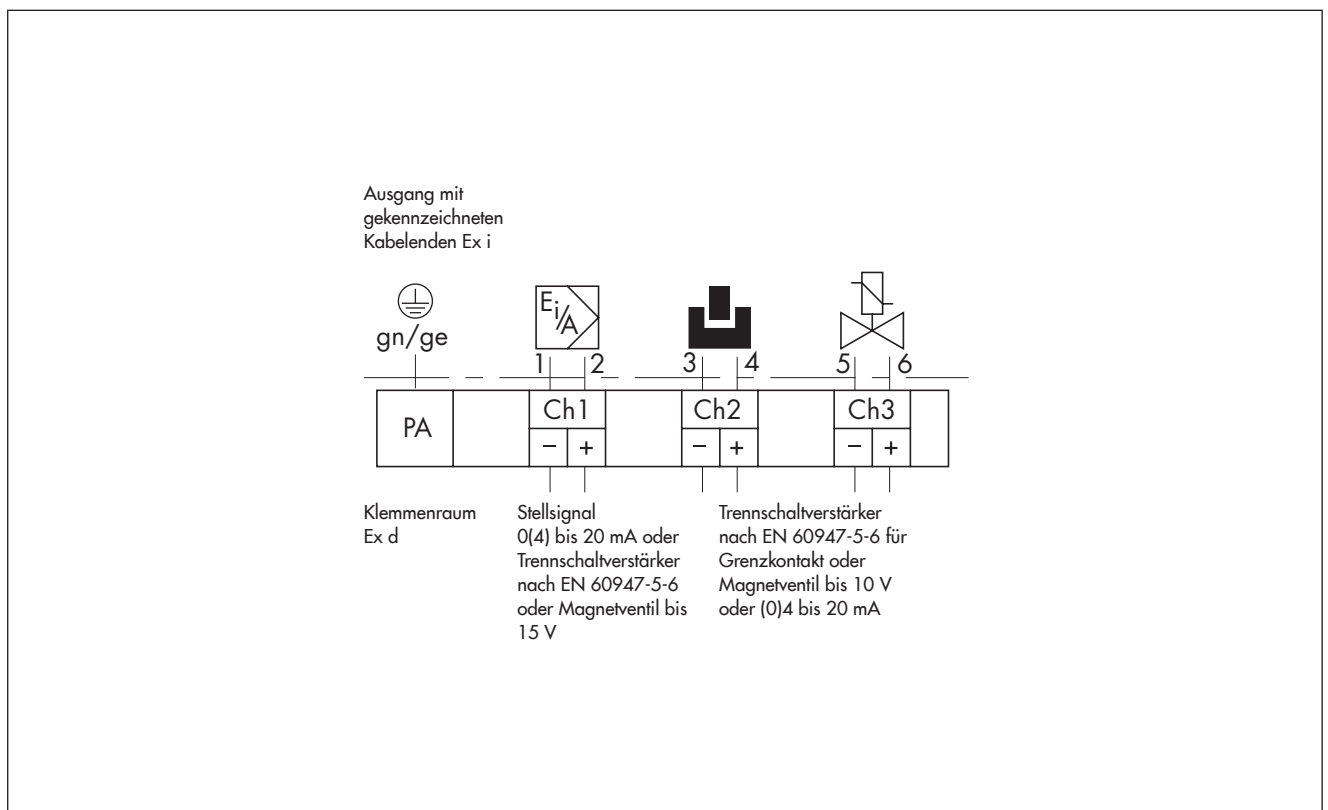 Ausgang mit
gekennzeichneten
Kabelenden Ex i
gn/ge
Ei/A
1 2 3 4 5 6
PA Ch1 Ch2 Ch3
− + − + − +
Klemmenraum
Ex d
Stellsignal
0(4) bis 20 mA oder
Trennschaltverstärker
nach EN 60947-5-6
oder Magnetventil bis
15 V
Trennschaltverstärker
nach EN 60947-5-6 für
Grenzkontakt oder
Magnetventil bis 10 V
oder (0)4 bis 20 mA